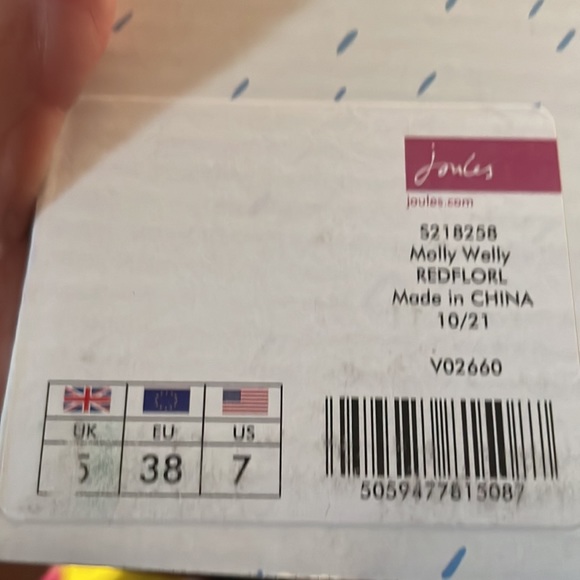 Joules
joules.com
S218258
Molly Welly
REDFLORL
Made in CHINA
10/21
V02660
UK EU US
5 38 7
5059477815087